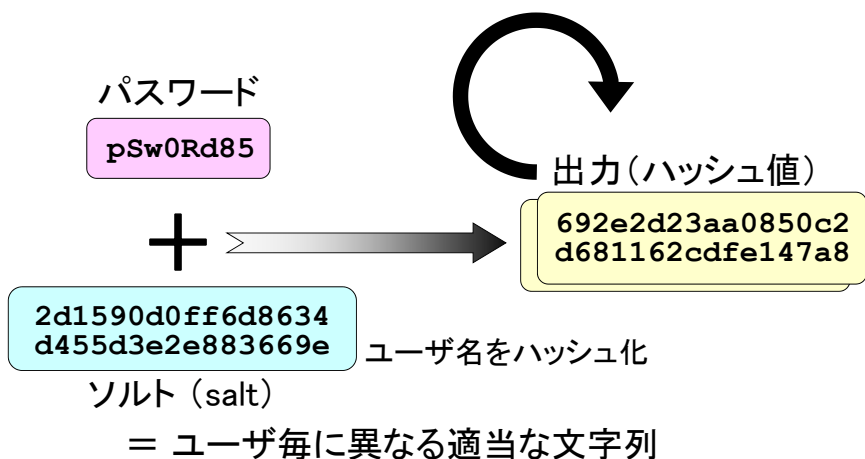 パスワード
pSw0Rd85
+
出力(ハッシュ値)
692e2d23aa0850c2
d681162cdfe147a8
2d1590d0ff6d8634
d455d3e2e883669e
ユーザ名をハッシュ化
ソルト (salt)
= ユーザ毎に異なる適当な文字列